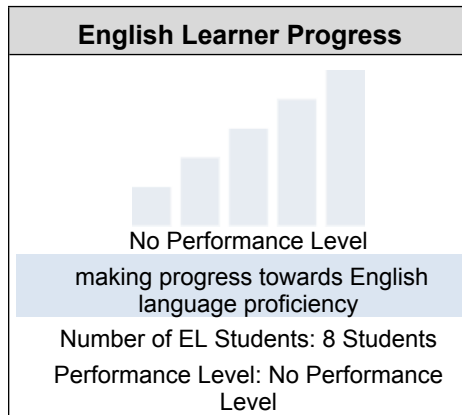 English Learner Progress
No Performance Level
making progress towards English
language proficiency
Number of EL Students: 8 Students
Performance Level: No Performance
Level